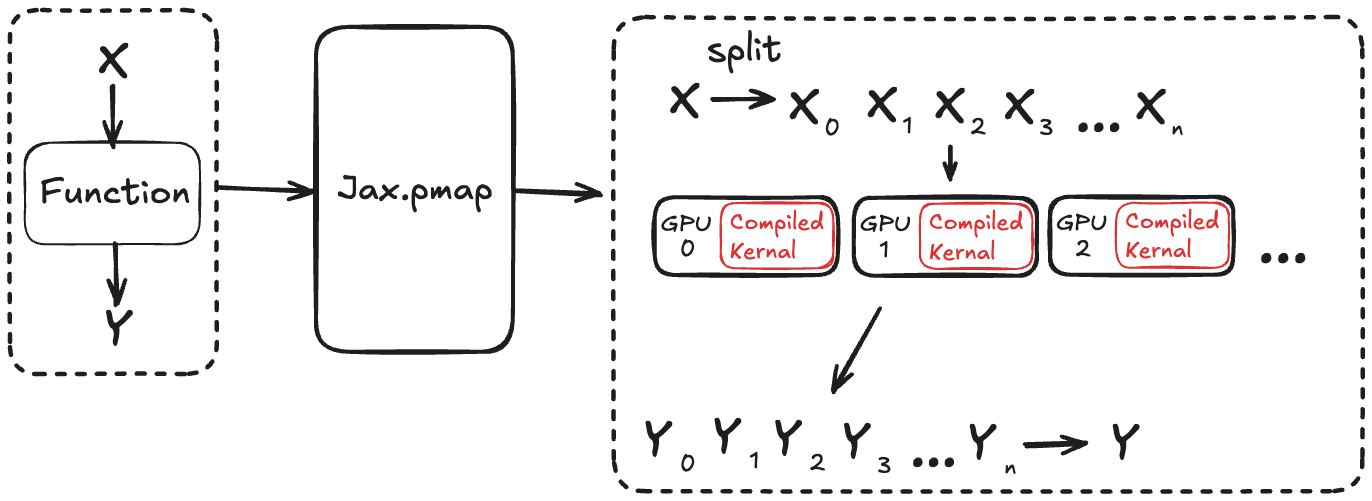 X
Function
Y
Jax.pmap
split
X → X0 X1 X2 X3 ... Xn
GPU 0
Compiled
Kernal
GPU 1
Compiled
Kernal
GPU 2
Compiled
Kernal
...
Y0 Y1 Y2 Y3 ... Yn → Y